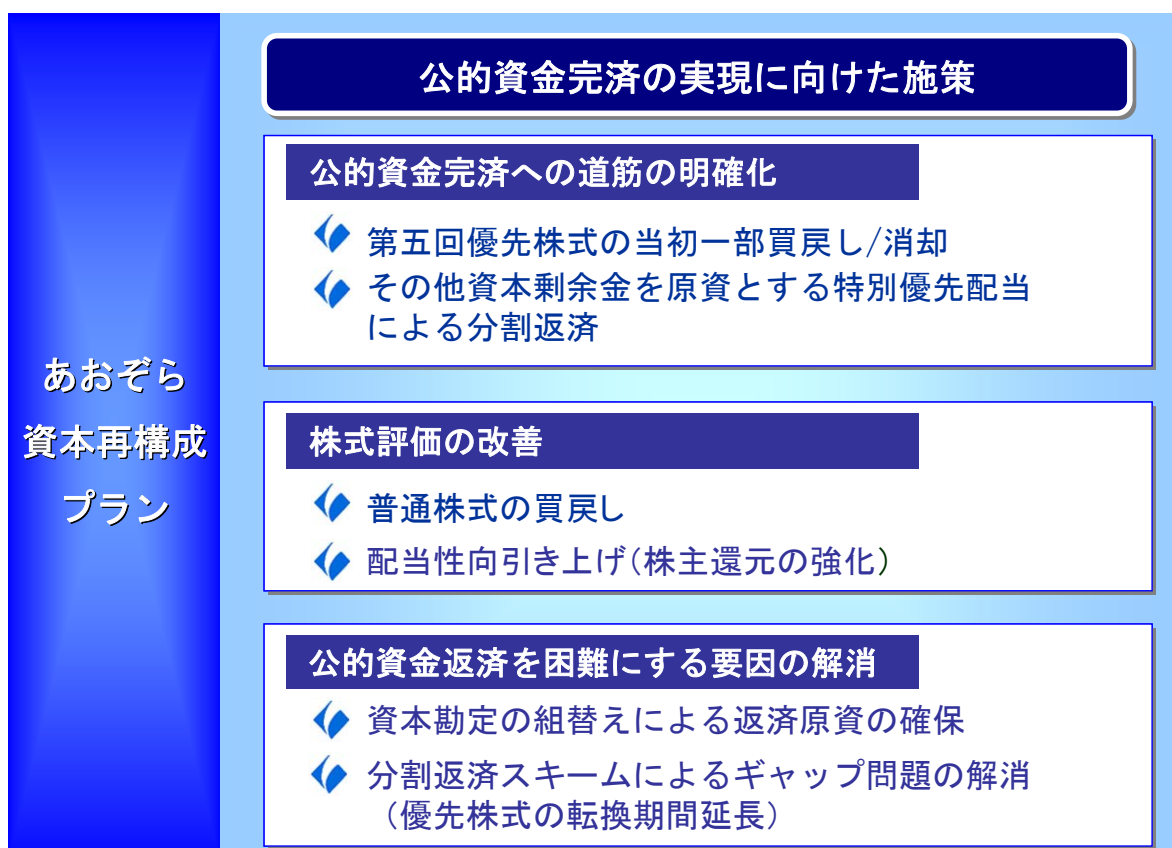 公的資金完済の実現に向けた施策
あおぞら
資本再構成
プラン
公的資金完済への道筋の明確化
第五回優先株式の当初一部買戻し/消却
その他資本剰余金を原資とする特別優先配当
による分割返済
株式評価の改善
普通株式の買戻し
配当性向引き上げ(株主還元の強化)
公的資金返済を困難にする要因の解消
資本勘定の組替えによる返済原資の確保
分割返済スキームによるギャップ問題の解消
(優先株式の転換期間延長)